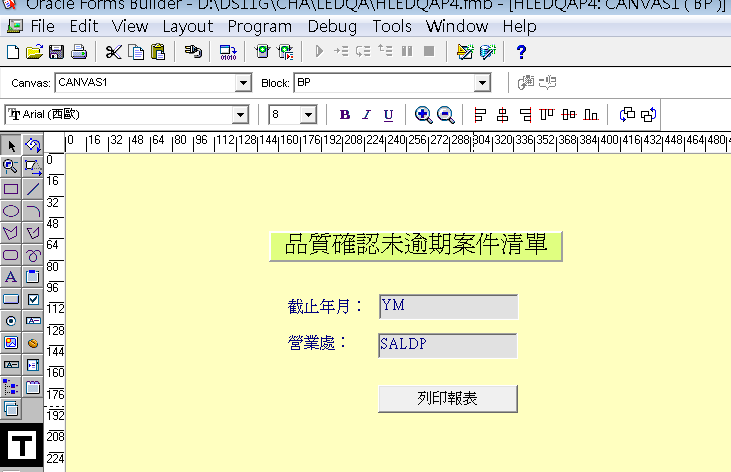 Oracle Forms Builder - D:\DS11G\CHA\LEDQA\HLEDQAP4.fmb - [HLEDQAP4: CANVAS1 ( BP )]
File Edit View Layout Program Debug Tools Window Help
Canvas: CANVAS1 Block: BP
Arial (西歐) 8 B I U
0 16 32 48 64 80 96 112 128 144 160 176 192 208 224 240 256 272 288 304 320 336 352 368 384 400 416 432 448 464 480
0
16
32
48
64
80
96
112
128
144
160
176
192
208
224
品質確認未逾期案件清單
截止年月： YM
營業處： SALDP
列印報表
T